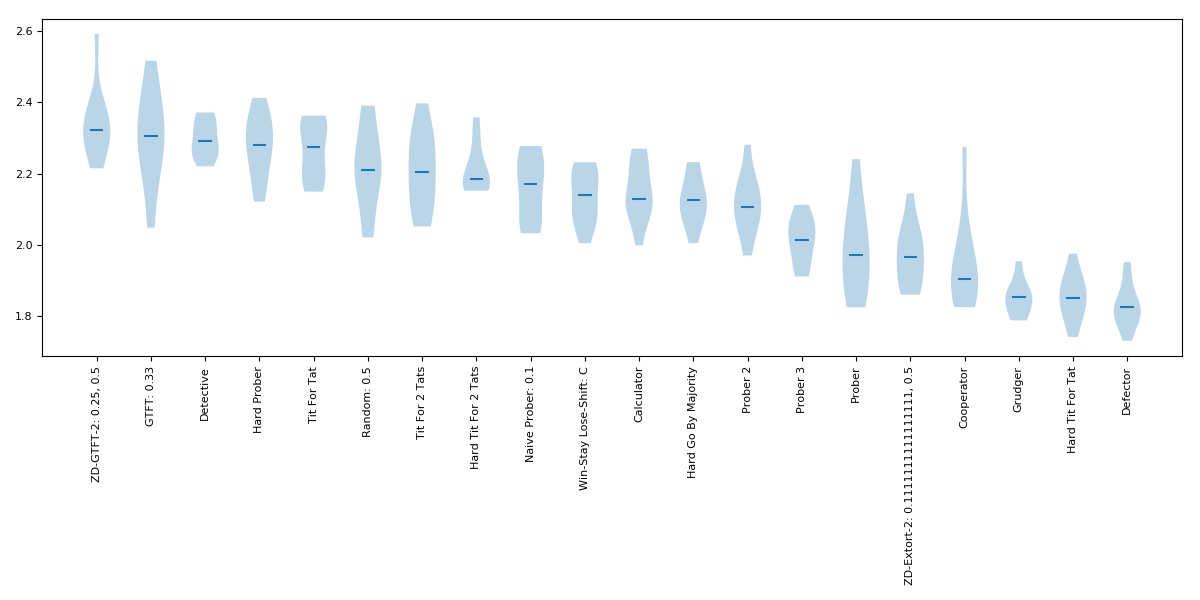 2.6
2.4
2.2
2.0
1.8
ZD-GTFT-2: 0.25, 0.5
GTFT: 0.33
Detective
Hard Prober
Tit For Tat
Random: 0.5
Tit For 2 Tats
Hard Tit For 2 Tats
Naive Prober: 0.1
Win-Stay Lose-Shift: C
Calculator
Hard Go By Majority
Prober 2
Prober 3
Prober
ZD-Extort-2: 0.1111111111111111, 0.5
Cooperator
Grudger
Hard Tit For Tat
Defector